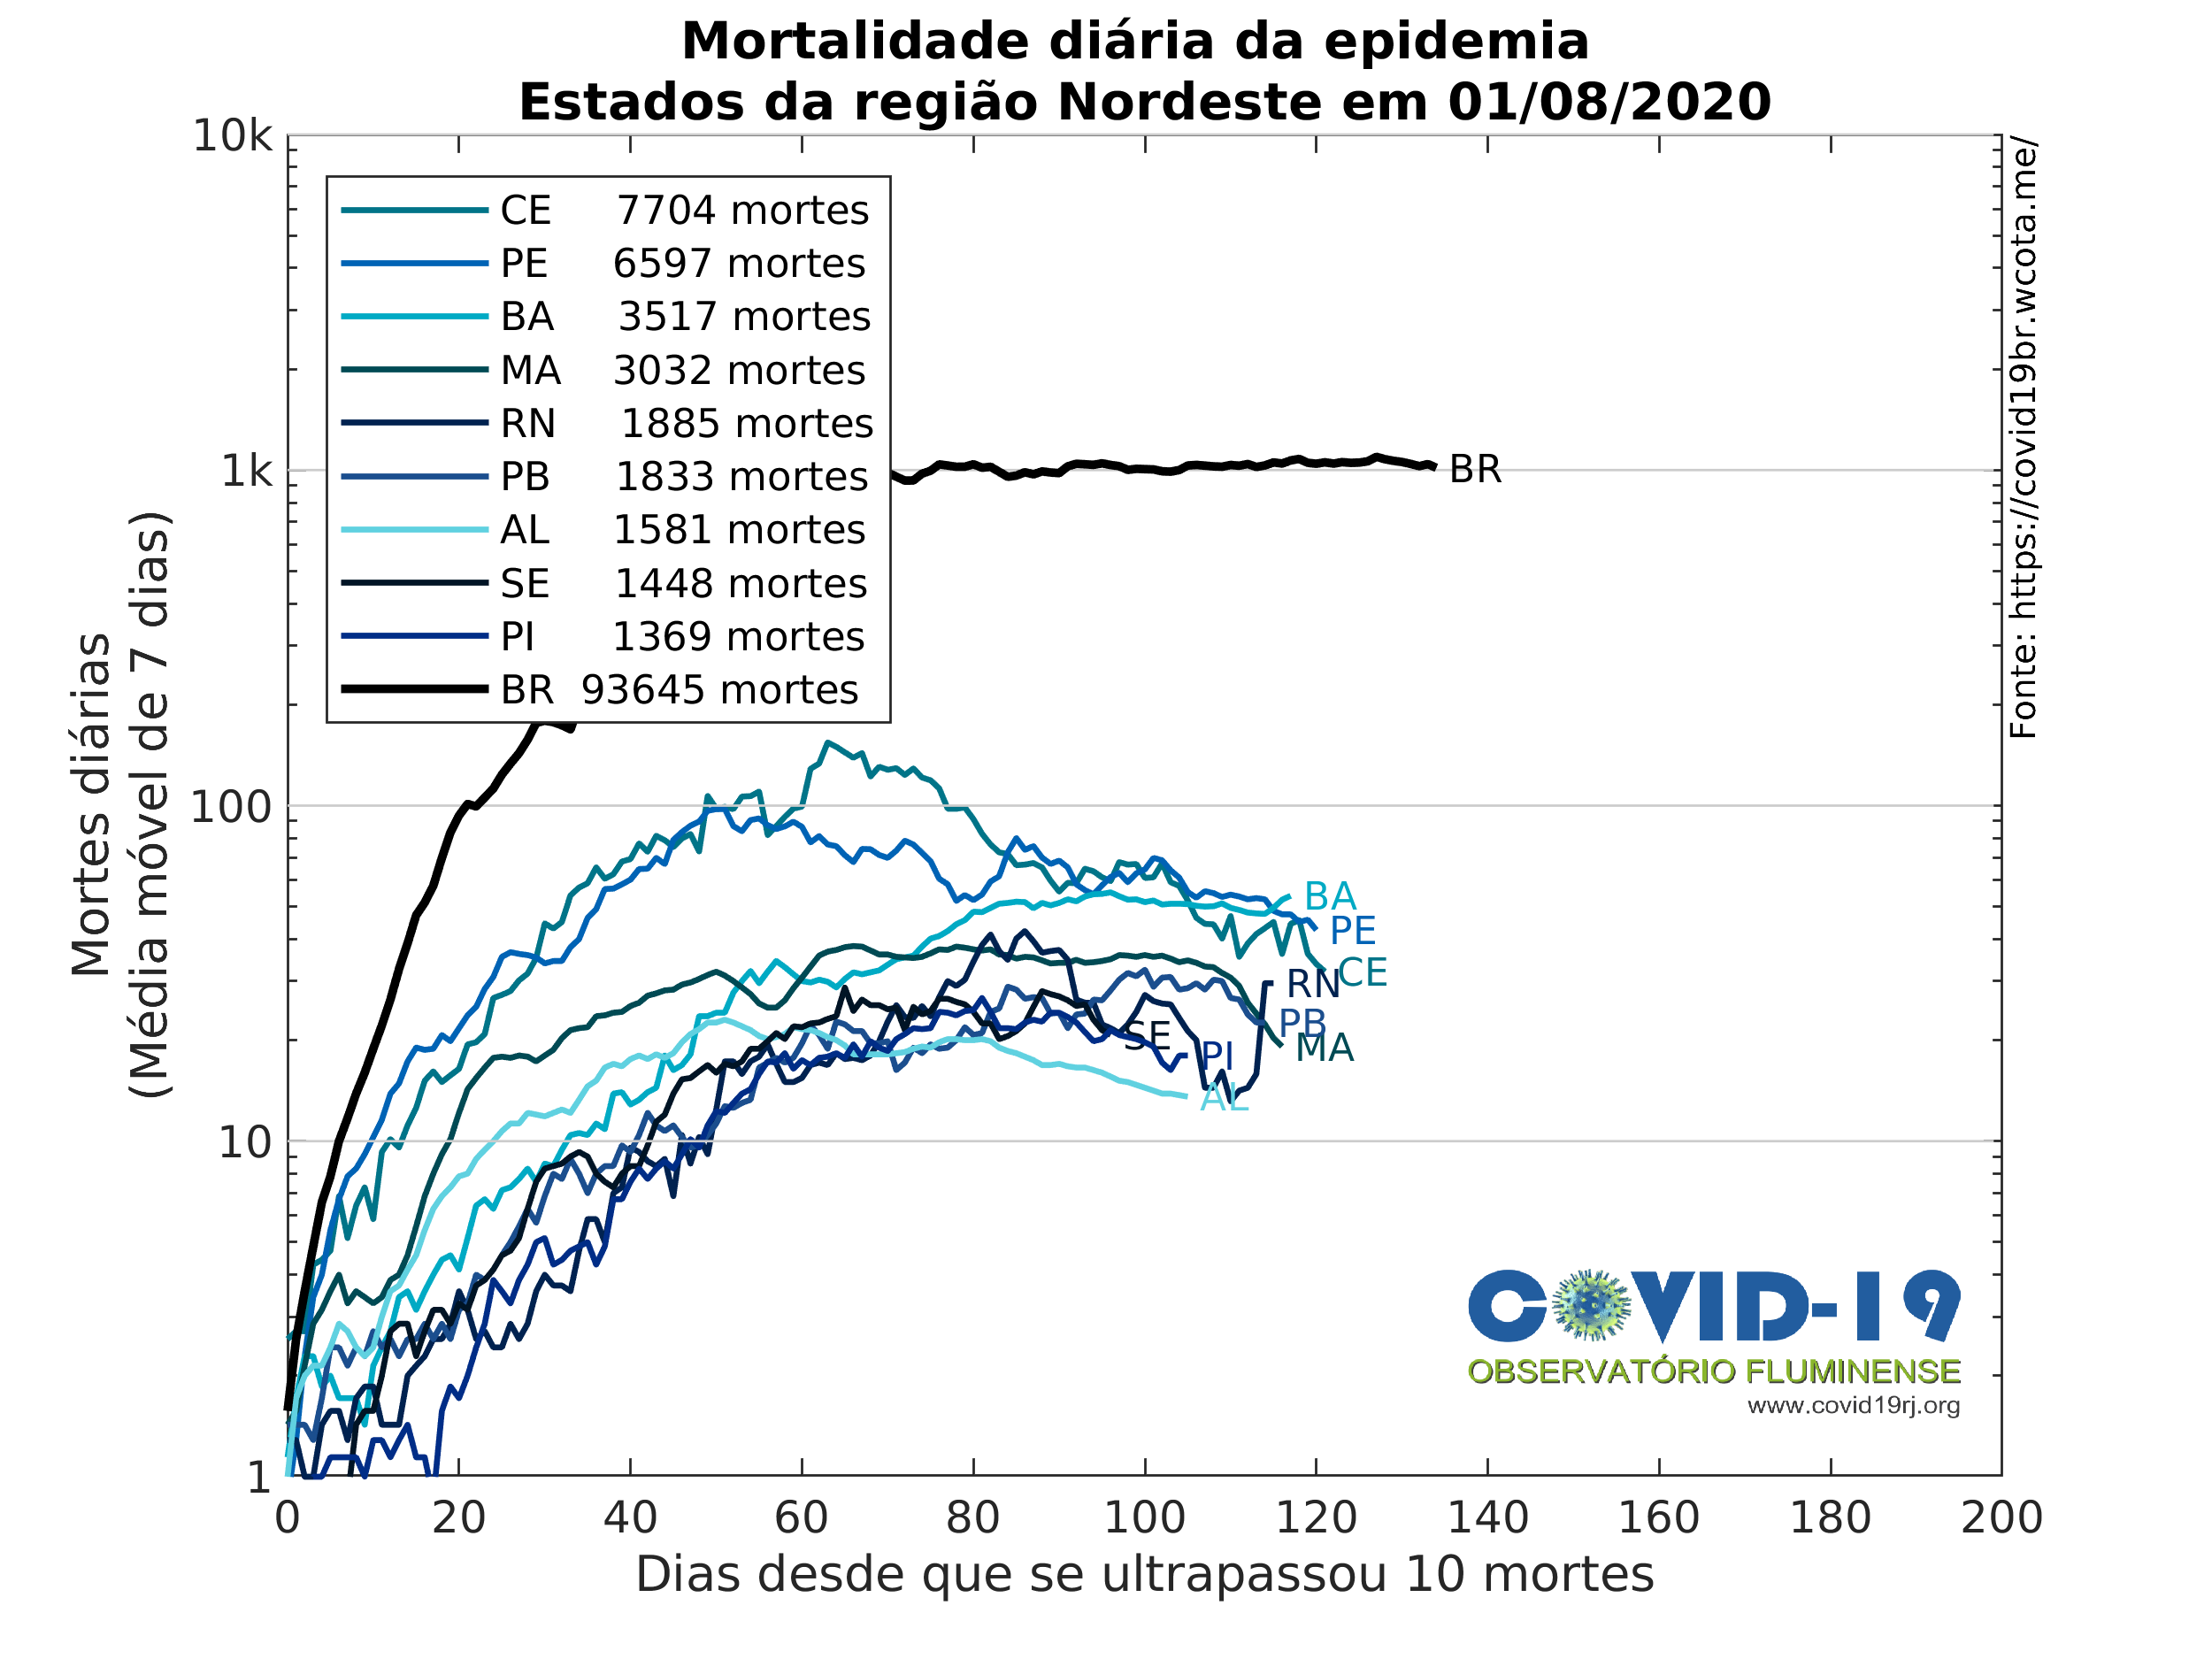 Mortalidade diária da epidemia
Estados da região Nordeste em 01/08/2020
10k
1k
100
10
1
Mortes diárias
(Média móvel de 7 dias)
CE 7704 mortes
PE 6597 mortes
BA 3517 mortes
MA 3032 mortes
RN 1885 mortes
PB 1833 mortes
AL 1581 mortes
SE 1448 mortes
PI 1369 mortes
BR 93645 mortes
BR
BA
PE
CE
RN
PB
SE
MA
PI
AL
Fonte: https://covid19br.wcota.me/
COVID-19
OBSERVATÓRIO FLUMINENSE
www.covid19rj.org
0 20 40 60 80 100 120 140 160 180 200
Dias desde que se ultrapassou 10 mortes